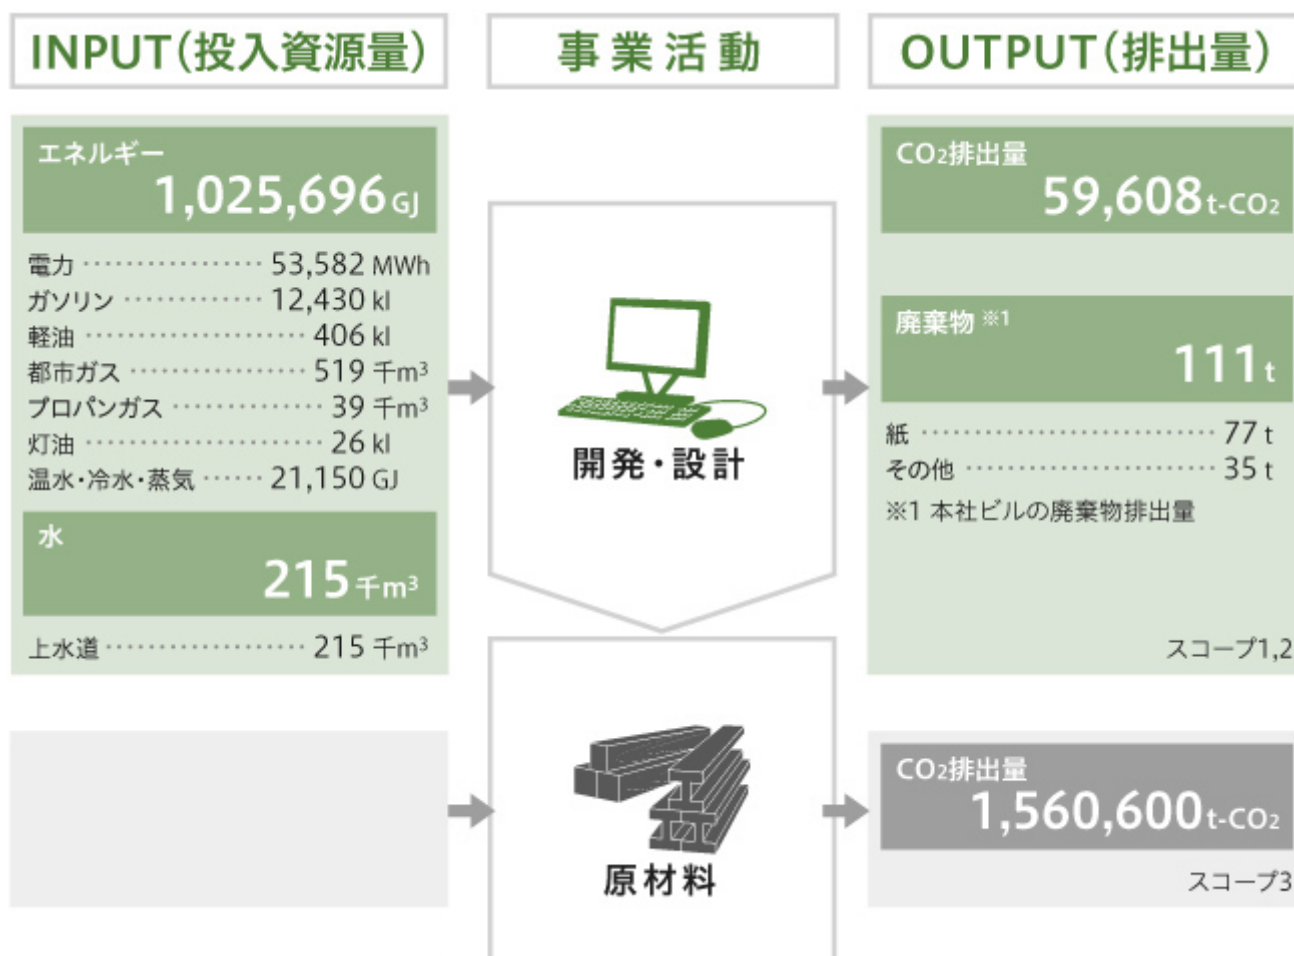 INPUT(投入資源量)
事業活動
OUTPUT(排出量)
エネルギー
1,025,696 GJ
電力 ················· 53,582 MWh
ガソリン ············· 12,430 kl
軽油 ····················· 406 kl
都市ガス ················· 519 千m³
プロパンガス ·············· 39 千m³
灯油 ······················ 26 kl
温水・冷水・蒸気 ······ 21,150 GJ
水
215 千m³
上水道 ··················· 215 千m³
開発・設計
CO₂排出量
59,608 t-CO₂
廃棄物 ※1
111 t
紙 ···························· 77 t
その他 ······················· 35 t
※1 本社ビルの廃棄物排出量
スコープ1,2
原材料
CO₂排出量
1,560,600 t-CO₂
スコープ3